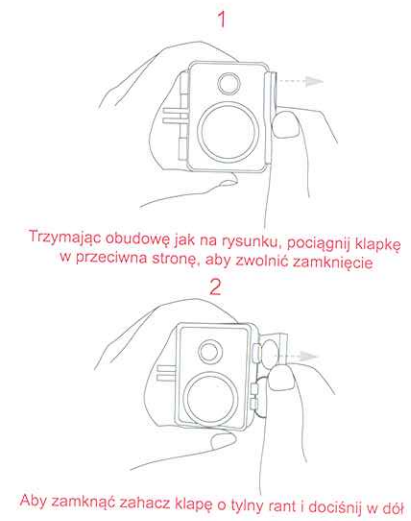 1
Trzymając obudowę jak na rysunku, pociągnij klapkę
w przeciwna stronę, aby zwolnić zamknięcie
2
Aby zamknąć zahacz klapę o tylny rant i dociśnij w dół